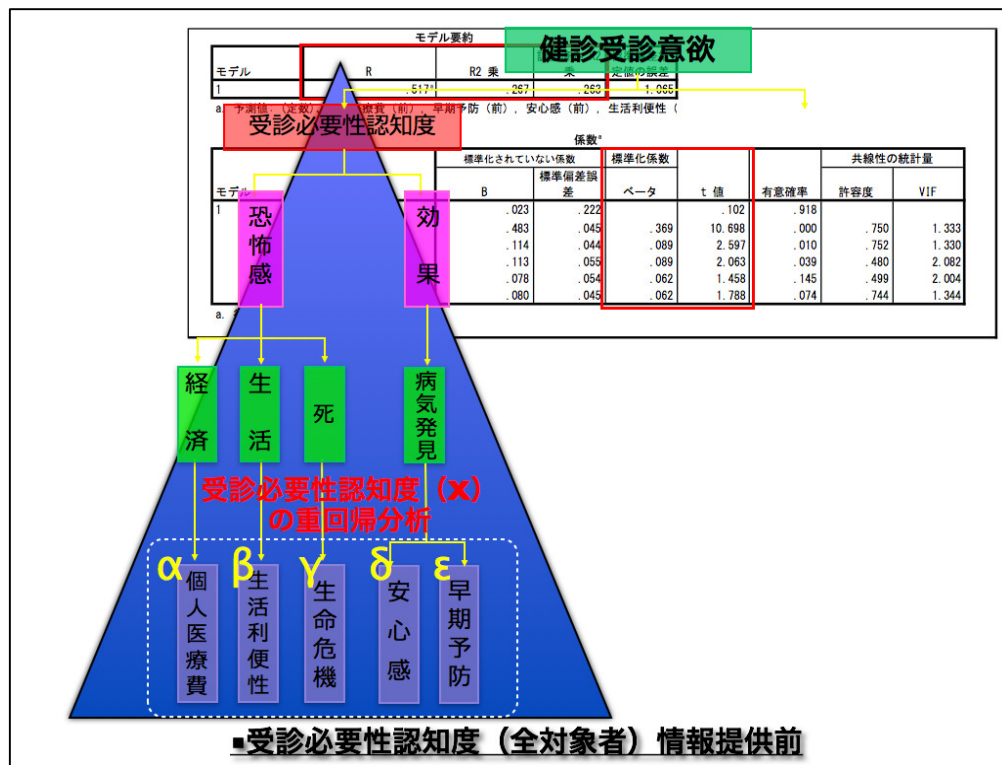 モデル要約
健診受診意欲
モデル R R2 乗 乗 定値の誤差
1 .517ᵃ .267 .263 1.065
a. 予測値: (定数), 療費(前), 早期予防(前), 安心感(前), 生活利便性(
受診必要性認知度
係数ᵃ
標準化されていない係数 標準化係数 共線性の統計量
モデル B 標準偏差誤差 ベータ t 値 有意確率 許容度 VIF
1 .023 .222 .102 .918
.483 .045 .369 10.698 .000 .750 1.333
.114 .044 .089 2.597 .010 .752 1.330
.113 .055 .089 2.063 .039 .480 2.082
.078 .054 .062 1.458 .145 .499 2.004
.080 .045 .062 1.788 .074 .744 1.344
a.
恐怖感
効果
経済
生活
死
病気発見
受診必要性認知度(x)
の重回帰分析
α β γ δ ε
個人医療費
生活利便性
生命危機
安心感
早期予防
▪受診必要性認知度(全対象者)情報提供前